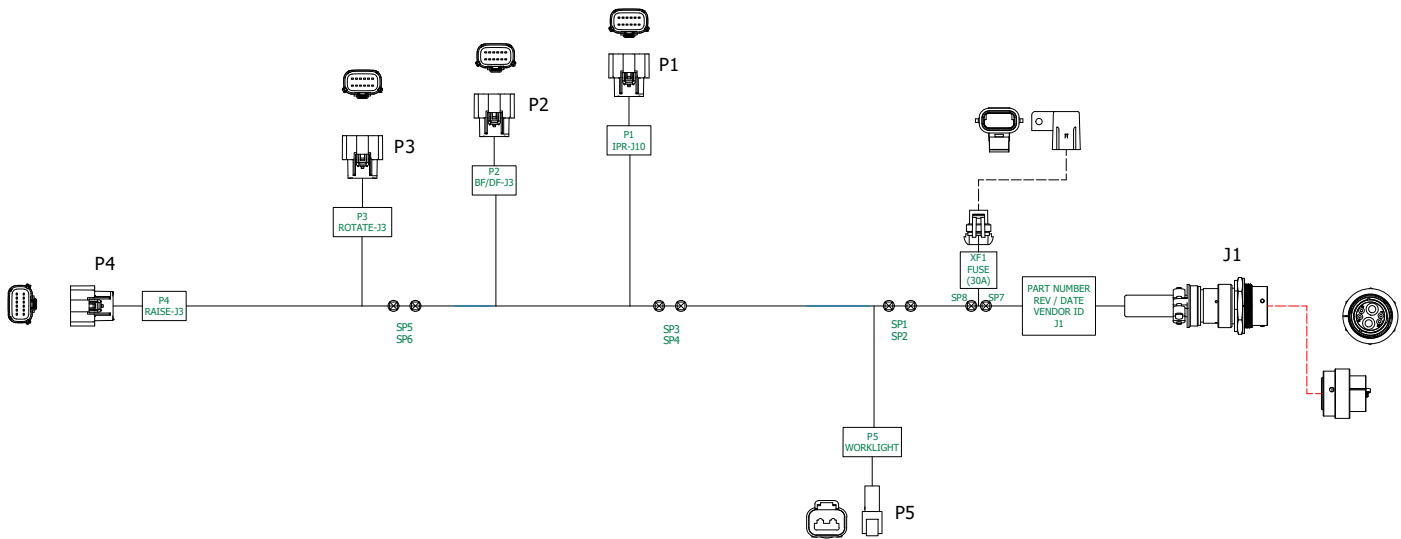 P1
P2
P3
P4
P1
IPR-J10
P2
BF/DF-J3
P3
ROTATE-J3
P4
RAISE-J3
XF1
FUSE
(30A)
J1
PART NUMBER
REV / DATE
VENDOR ID
J1
SP8
SP7
SP5
SP6
SP3
SP4
SP1
SP2
P5
WORKLIGHT
P5